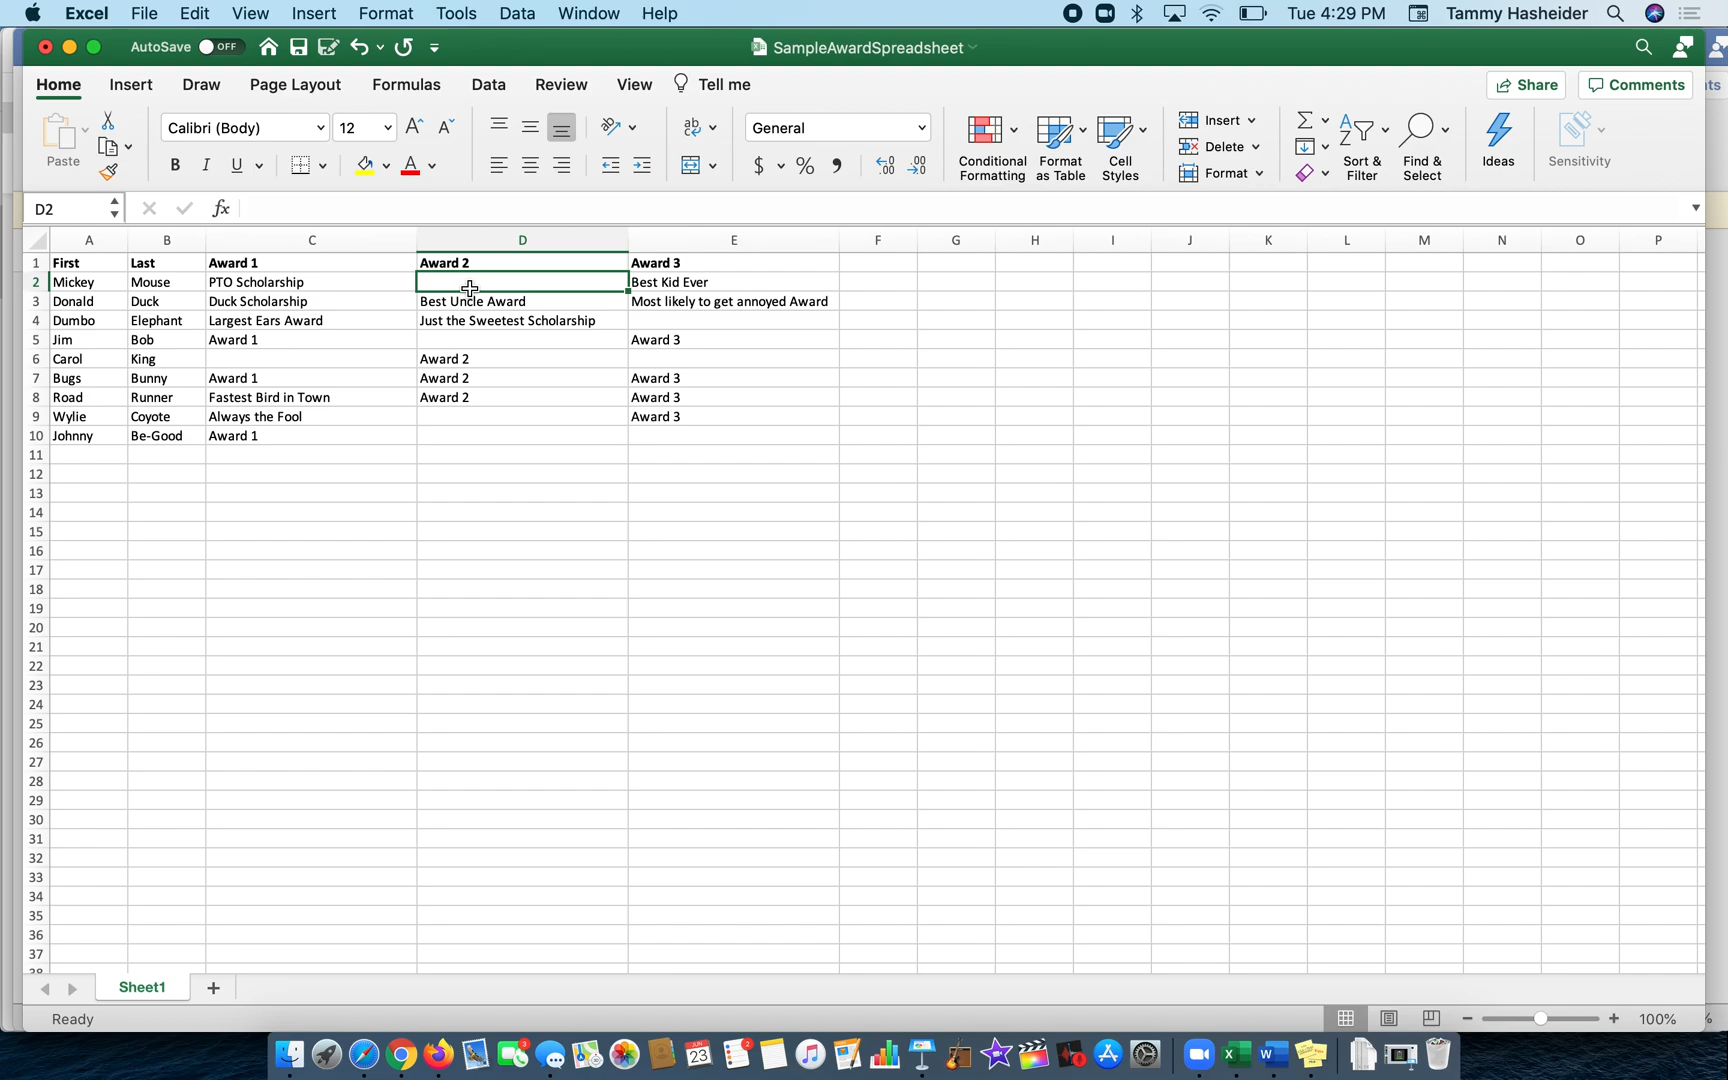 Excel File Edit View Insert Format Tools Data Window Help Tue 4:29 PM Tammy Hasheider
AutoSave OFF SampleAwardSpreadsheet
Home Insert Draw Page Layout Formulas Data Review View Tell me Share Comments
Paste Calibri (Body) 12 A A ab General Conditional Formatting Format as Table Cell Styles Insert Delete Format Sort & Filter Find & Select Ideas Sensitivity
B I U A $ % 9 .00 .00
D2 fx
A B C D E F G H I J K L M N O P
1 First Last Award 1 Award 2 Award 3
2 Mickey Mouse PTO Scholarship Best Kid Ever
3 Donald Duck Duck Scholarship Best Uncle Award Most likely to get annoyed Award
4 Dumbo Elephant Largest Ears Award Just the Sweetest Scholarship
5 Jim Bob Award 1 Award 3
6 Carol King Award 2
7 Bugs Bunny Award 1 Award 2 Award 3
8 Road Runner Fastest Bird in Town Award 2 Award 3
9 Wylie Coyote Always the Fool Award 3
10 Johnny Be-Good Award 1
11
12
13
14
15
16
17
18
19
20
21
22
23
24
25
26
27
28
29
30
31
32
33
34
35
36
37
38
Sheet1 +
Ready 100%
3 JUN 23 2 X W